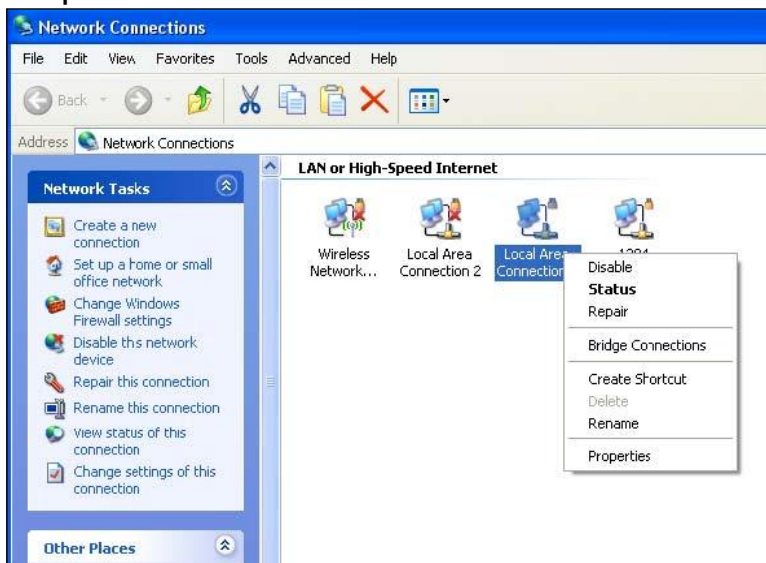 Network Connections
File Edit View Favorites Tools Advanced Help
Back
Address Network Connections
Network Tasks
Create a new
connection
Set up a home or small
office network
Change Windows
Firewall settings
Disable this network
device
Repair this connection
Rename this connection
View status of this
connection
Change settings of this
connection
Other Places
LAN or High-Speed Internet
Wireless
Network...
Local Area
Connection 2
Local Area
Connection
Disable
Status
Repair
Bridge Connections
Create Shortcut
Delete
Rename
Properties